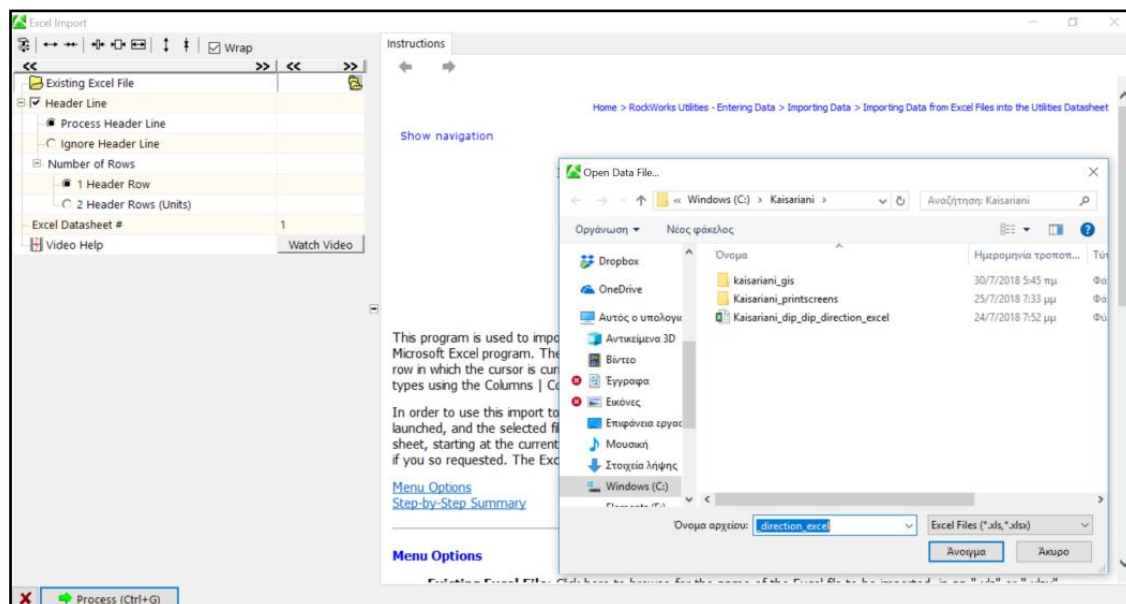 Excel Import
Wrap
<< >> << >>
Existing Excel File
Header Line
Process Header Line
Ignore Header Line
Number of Rows
1 Header Row
2 Header Rows (Units)
Excel Datasheet # 1
Video Help Watch Video
Process (Ctrl+G)
Instructions
Home > RockWorks Utilities - Entering Data > Importing Data > Importing Data from Excel Files into the Utilities Datasheet
Show navigation
This program is used to impo
Microsoft Excel program. The
row in which the cursor is cur
types using the Columns | Co
In order to use this import to
launched, and the selected fi
sheet, starting at the current
if you so requested. The Exc
Menu Options
Step-by-Step Summary
Menu Options
Open Data File...
« Windows (C:) > Kaisariani >
Αναζήτηση: Kaisariani
Οργάνωση Νέος φάκελος
Dropbox
OneDrive
Αυτός ο υπολογισ
Αντικείμενα 3D
Βίντεο
Έγγραφα
Εικόνες
Επιφάνεια εργασ
Μουσική
Στοιχεία λήψης
Windows (C:)
Όνομα Ημερομηνία τροποπ... Τύπ
kaisariani_gis 30/7/2018 5:45 πμ Φά
Kaisariani_printscreens 25/7/2018 7:33 μμ Φά
Kaisariani_dip_dip_direction_excel 24/7/2018 7:52 μμ Φύ
Όνομα αρχείου: _direction_excel Excel Files (*.xls,*.xlsx)
Άνοιγμα Άκυρο